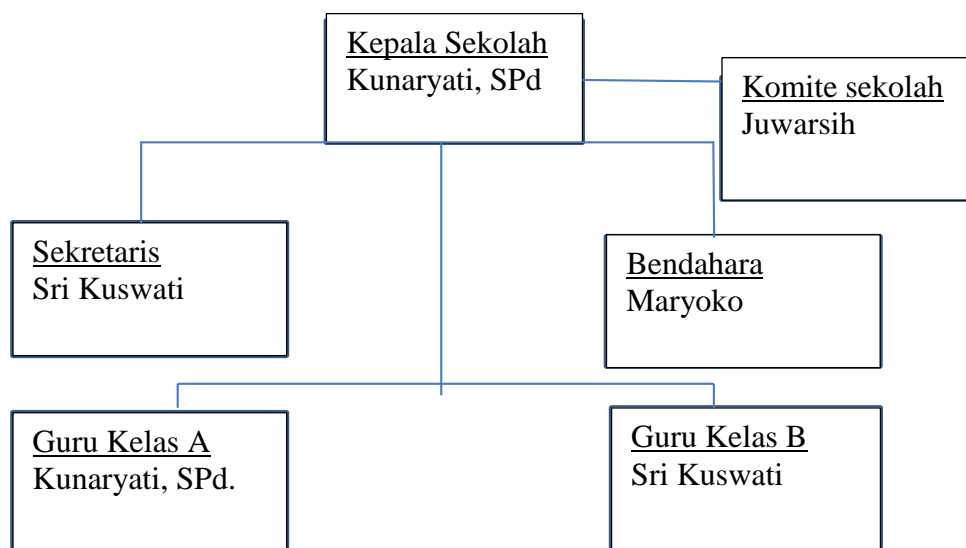 Kepala Sekolah
Kunaryati, SPd
Komite sekolah
Juwarsih
Sekretaris
Sri Kuswati
Bendahara
Maryoko
Guru Kelas A
Kunaryati, SPd.
Guru Kelas B
Sri Kuswati